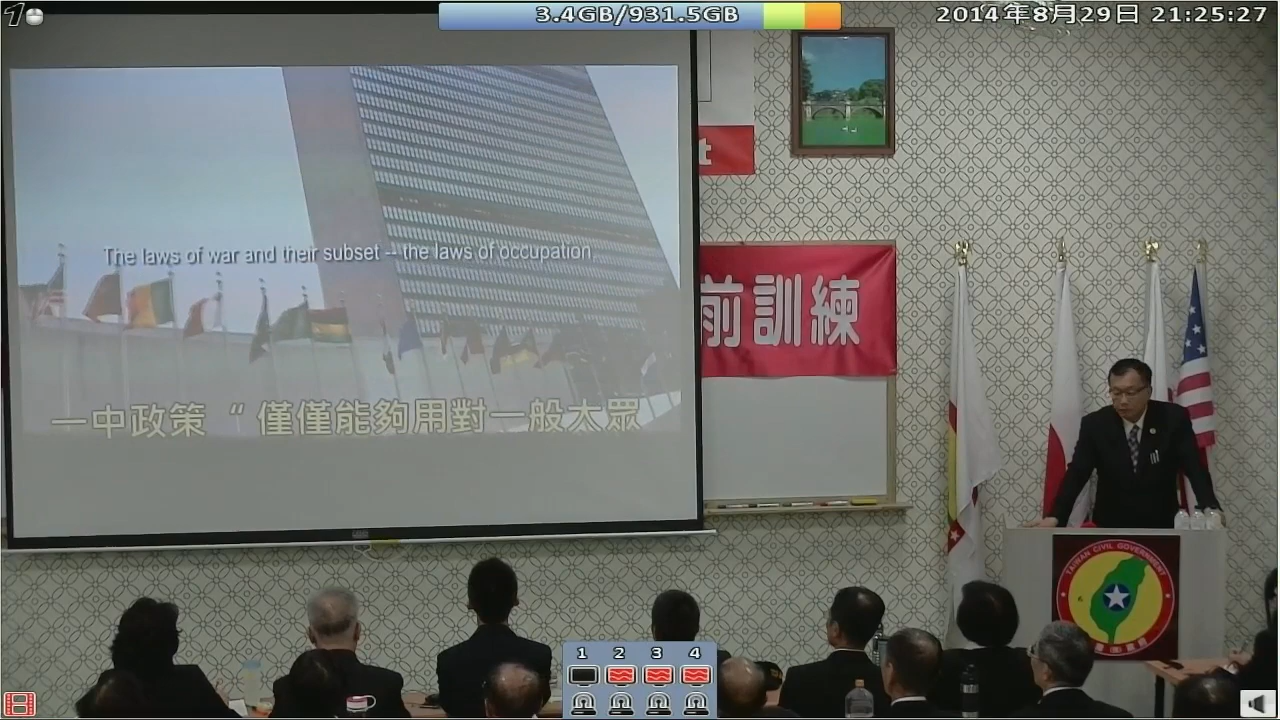 3.4GB/931.5GB
2014年8月29日 21:25:27
t
The laws of war and their subset -- the laws of occupation.
前訓練
一中政策“僅僅能夠用對一般大眾
TAIWAN CIVIL GOVERNMENT
1 2 3 4